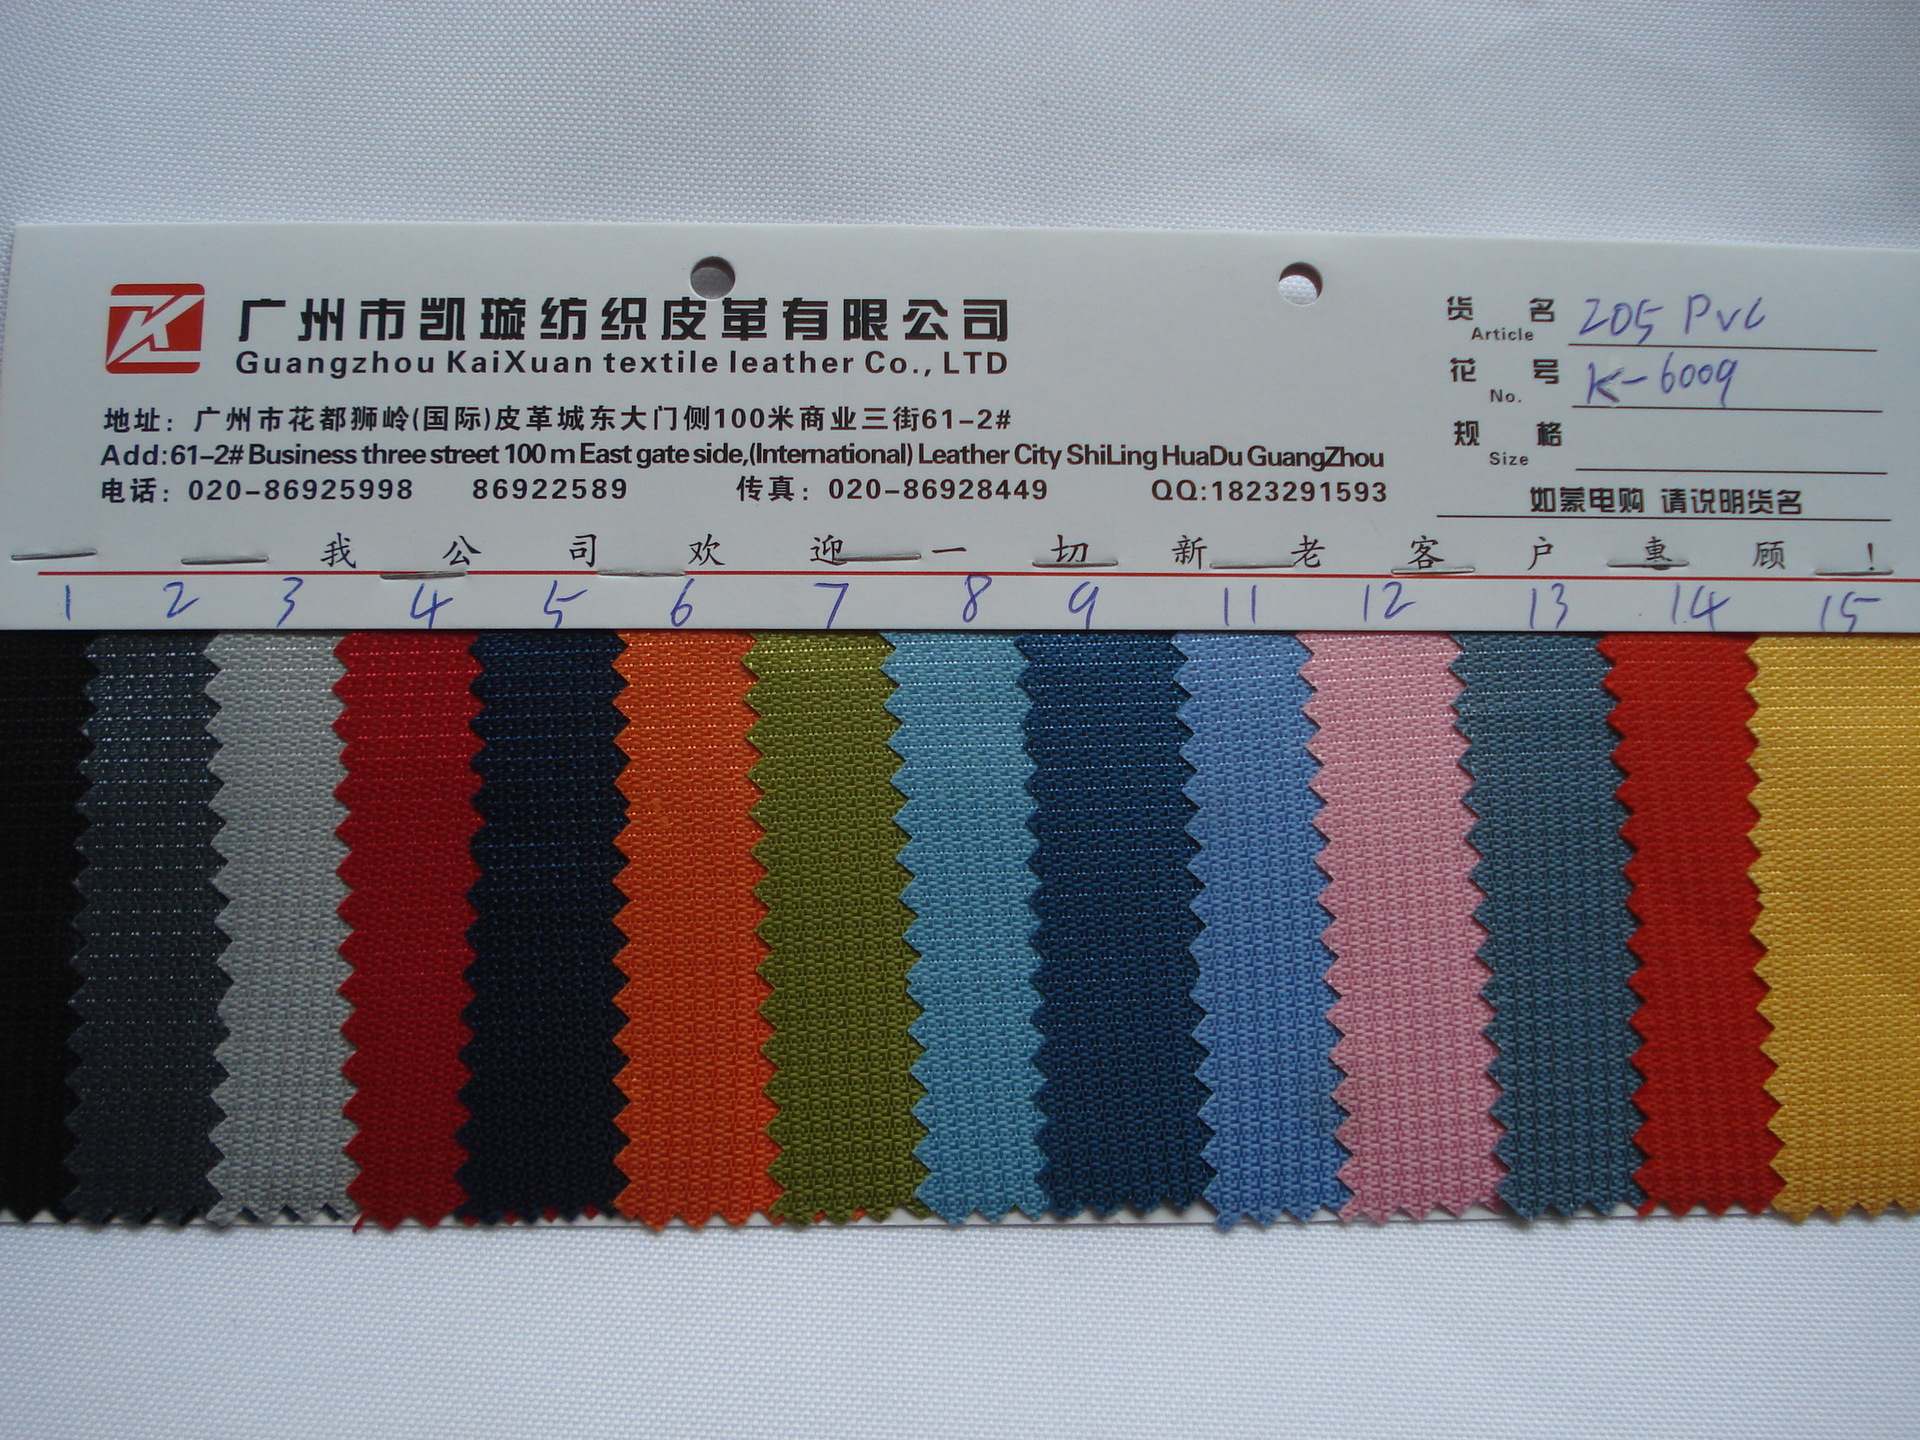 广州市凯璇纺织皮革有限公司
Guangzhou KaiXuan textile leather Co., LTD
地址：广州市花都狮岭(国际)皮革城东大门侧100米商业三街61-2#
Add:61-2# Business three street 100 m East gate side,(International) Leather City ShiLing HuaDu GuangZhou
电话：020-86925998 86922589 传真：020-86928449 QQ:1823291593
货名 205 PVC
Article
花号 K-6009
No.
规格
Size
如蒙电购 请说明货名
我公司欢迎一切新老客户惠顾！
1 2 3 4 5 6 7 8 9 11 12 13 14 15